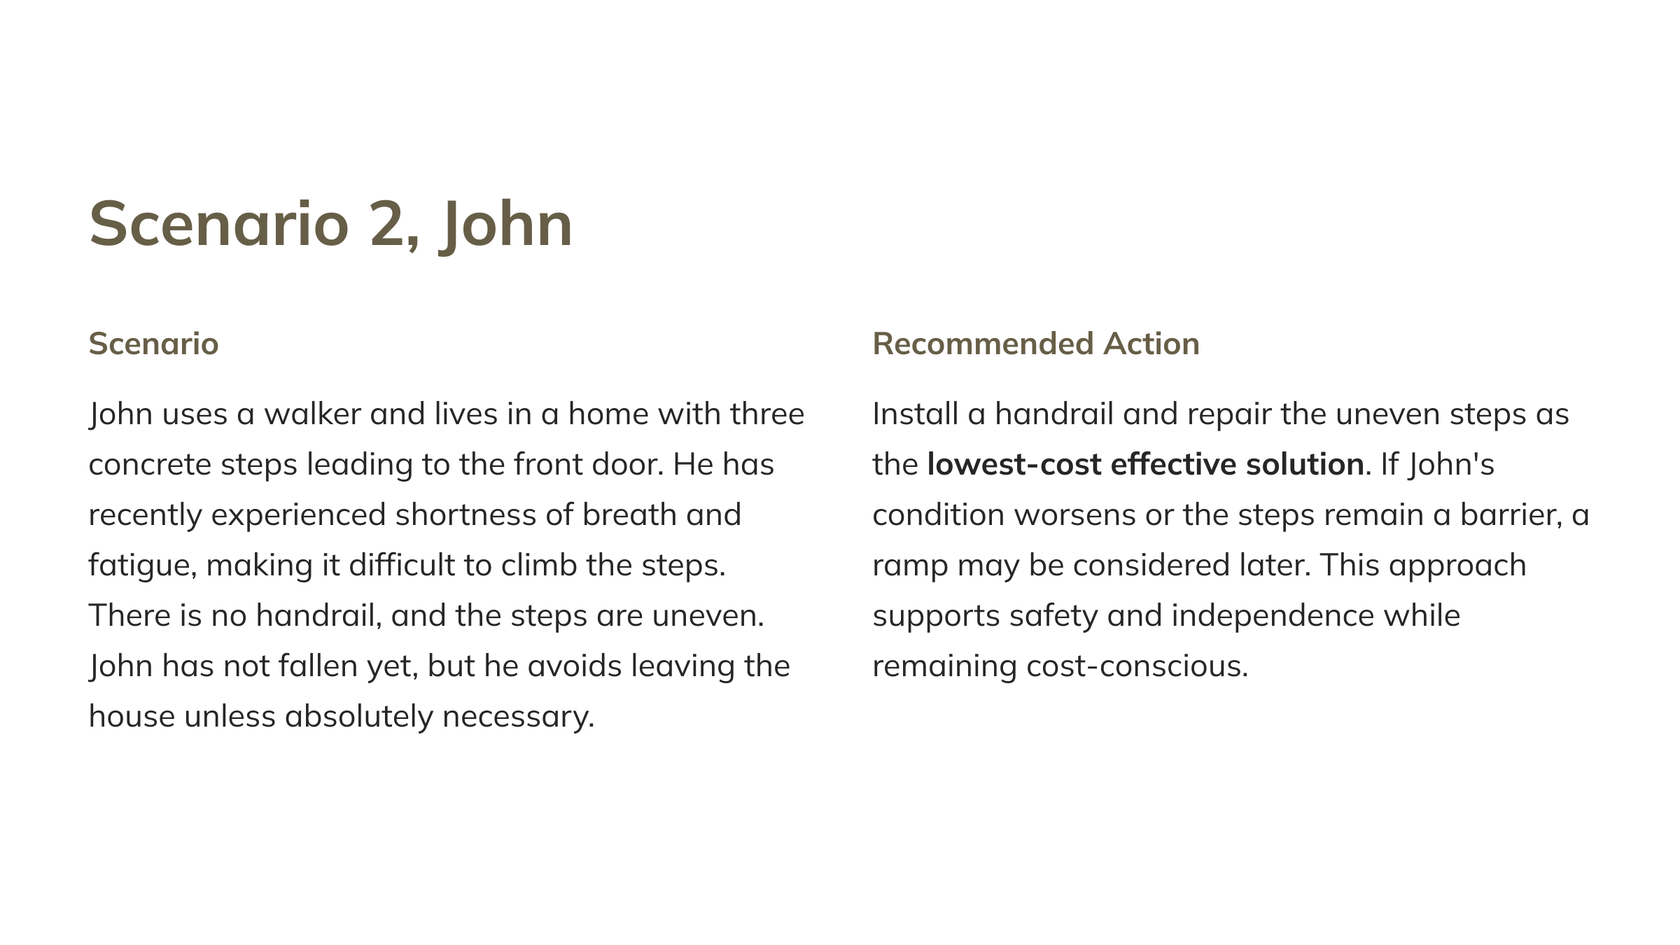 Scenario 2, John
Scenario
John uses a walker and lives in a home with three
concrete steps leading to the front door. He has
recently experienced shortness of breath and
fatigue, making it difficult to climb the steps.
There is no handrail, and the steps are uneven.
John has not fallen yet, but he avoids leaving the
house unless absolutely necessary.
Recommended Action
Install a handrail and repair the uneven steps as
the lowest-cost effective solution. If John's
condition worsens or the steps remain a barrier, a
ramp may be considered later. This approach
supports safety and independence while
remaining cost-conscious.